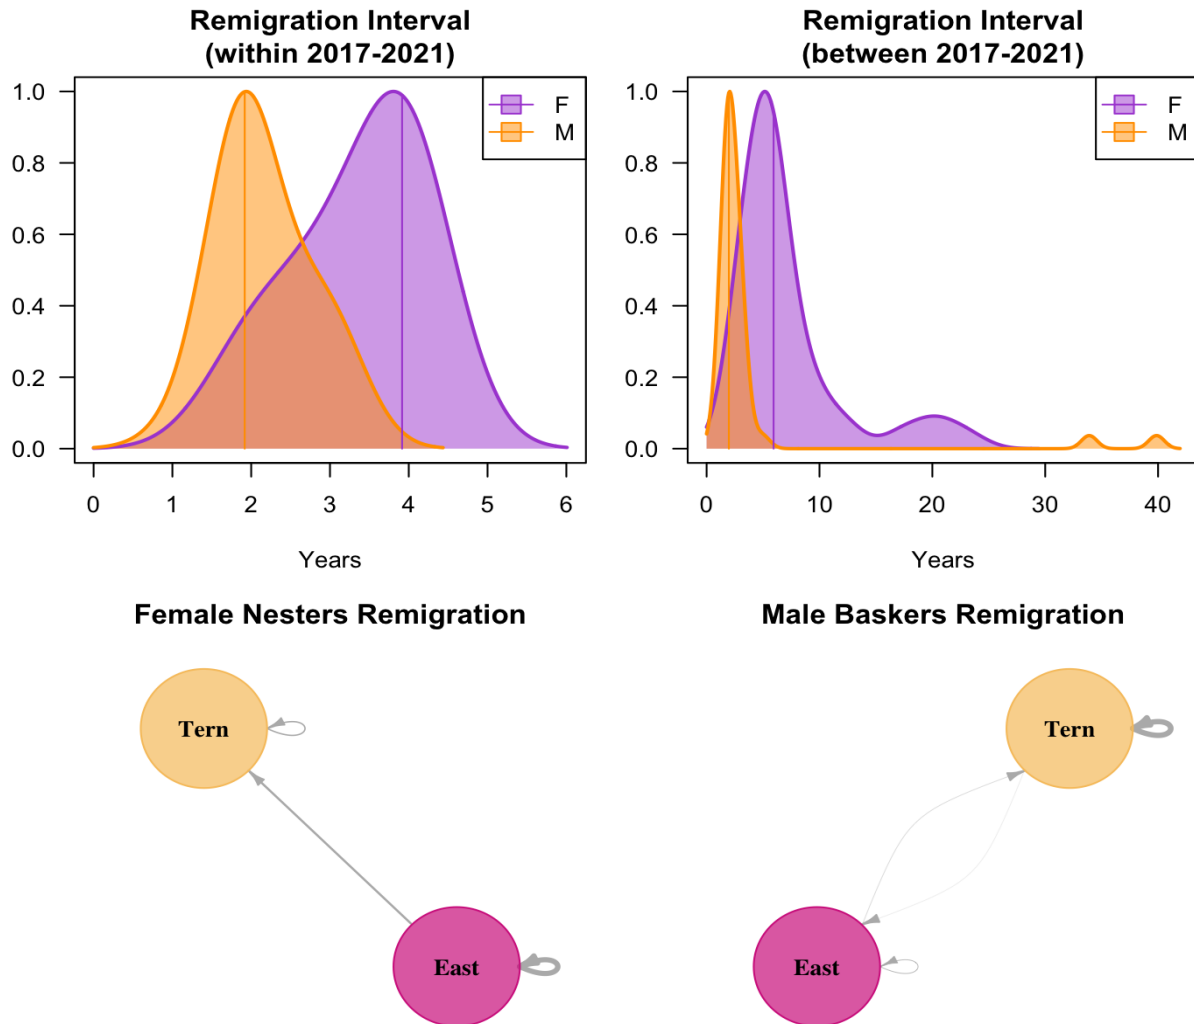 Remigration Interval
(within 2017-2021)
1.0
0.8
0.6
0.4
0.2
0.0
F
M
0 1 2 3 4 5 6
Years
Remigration Interval
(between 2017-2021)
1.0
0.8
0.6
0.4
0.2
0.0
F
M
0 10 20 30 40
Years
Female Nesters Remigration
Tern
East
Male Baskers Remigration
Tern
East